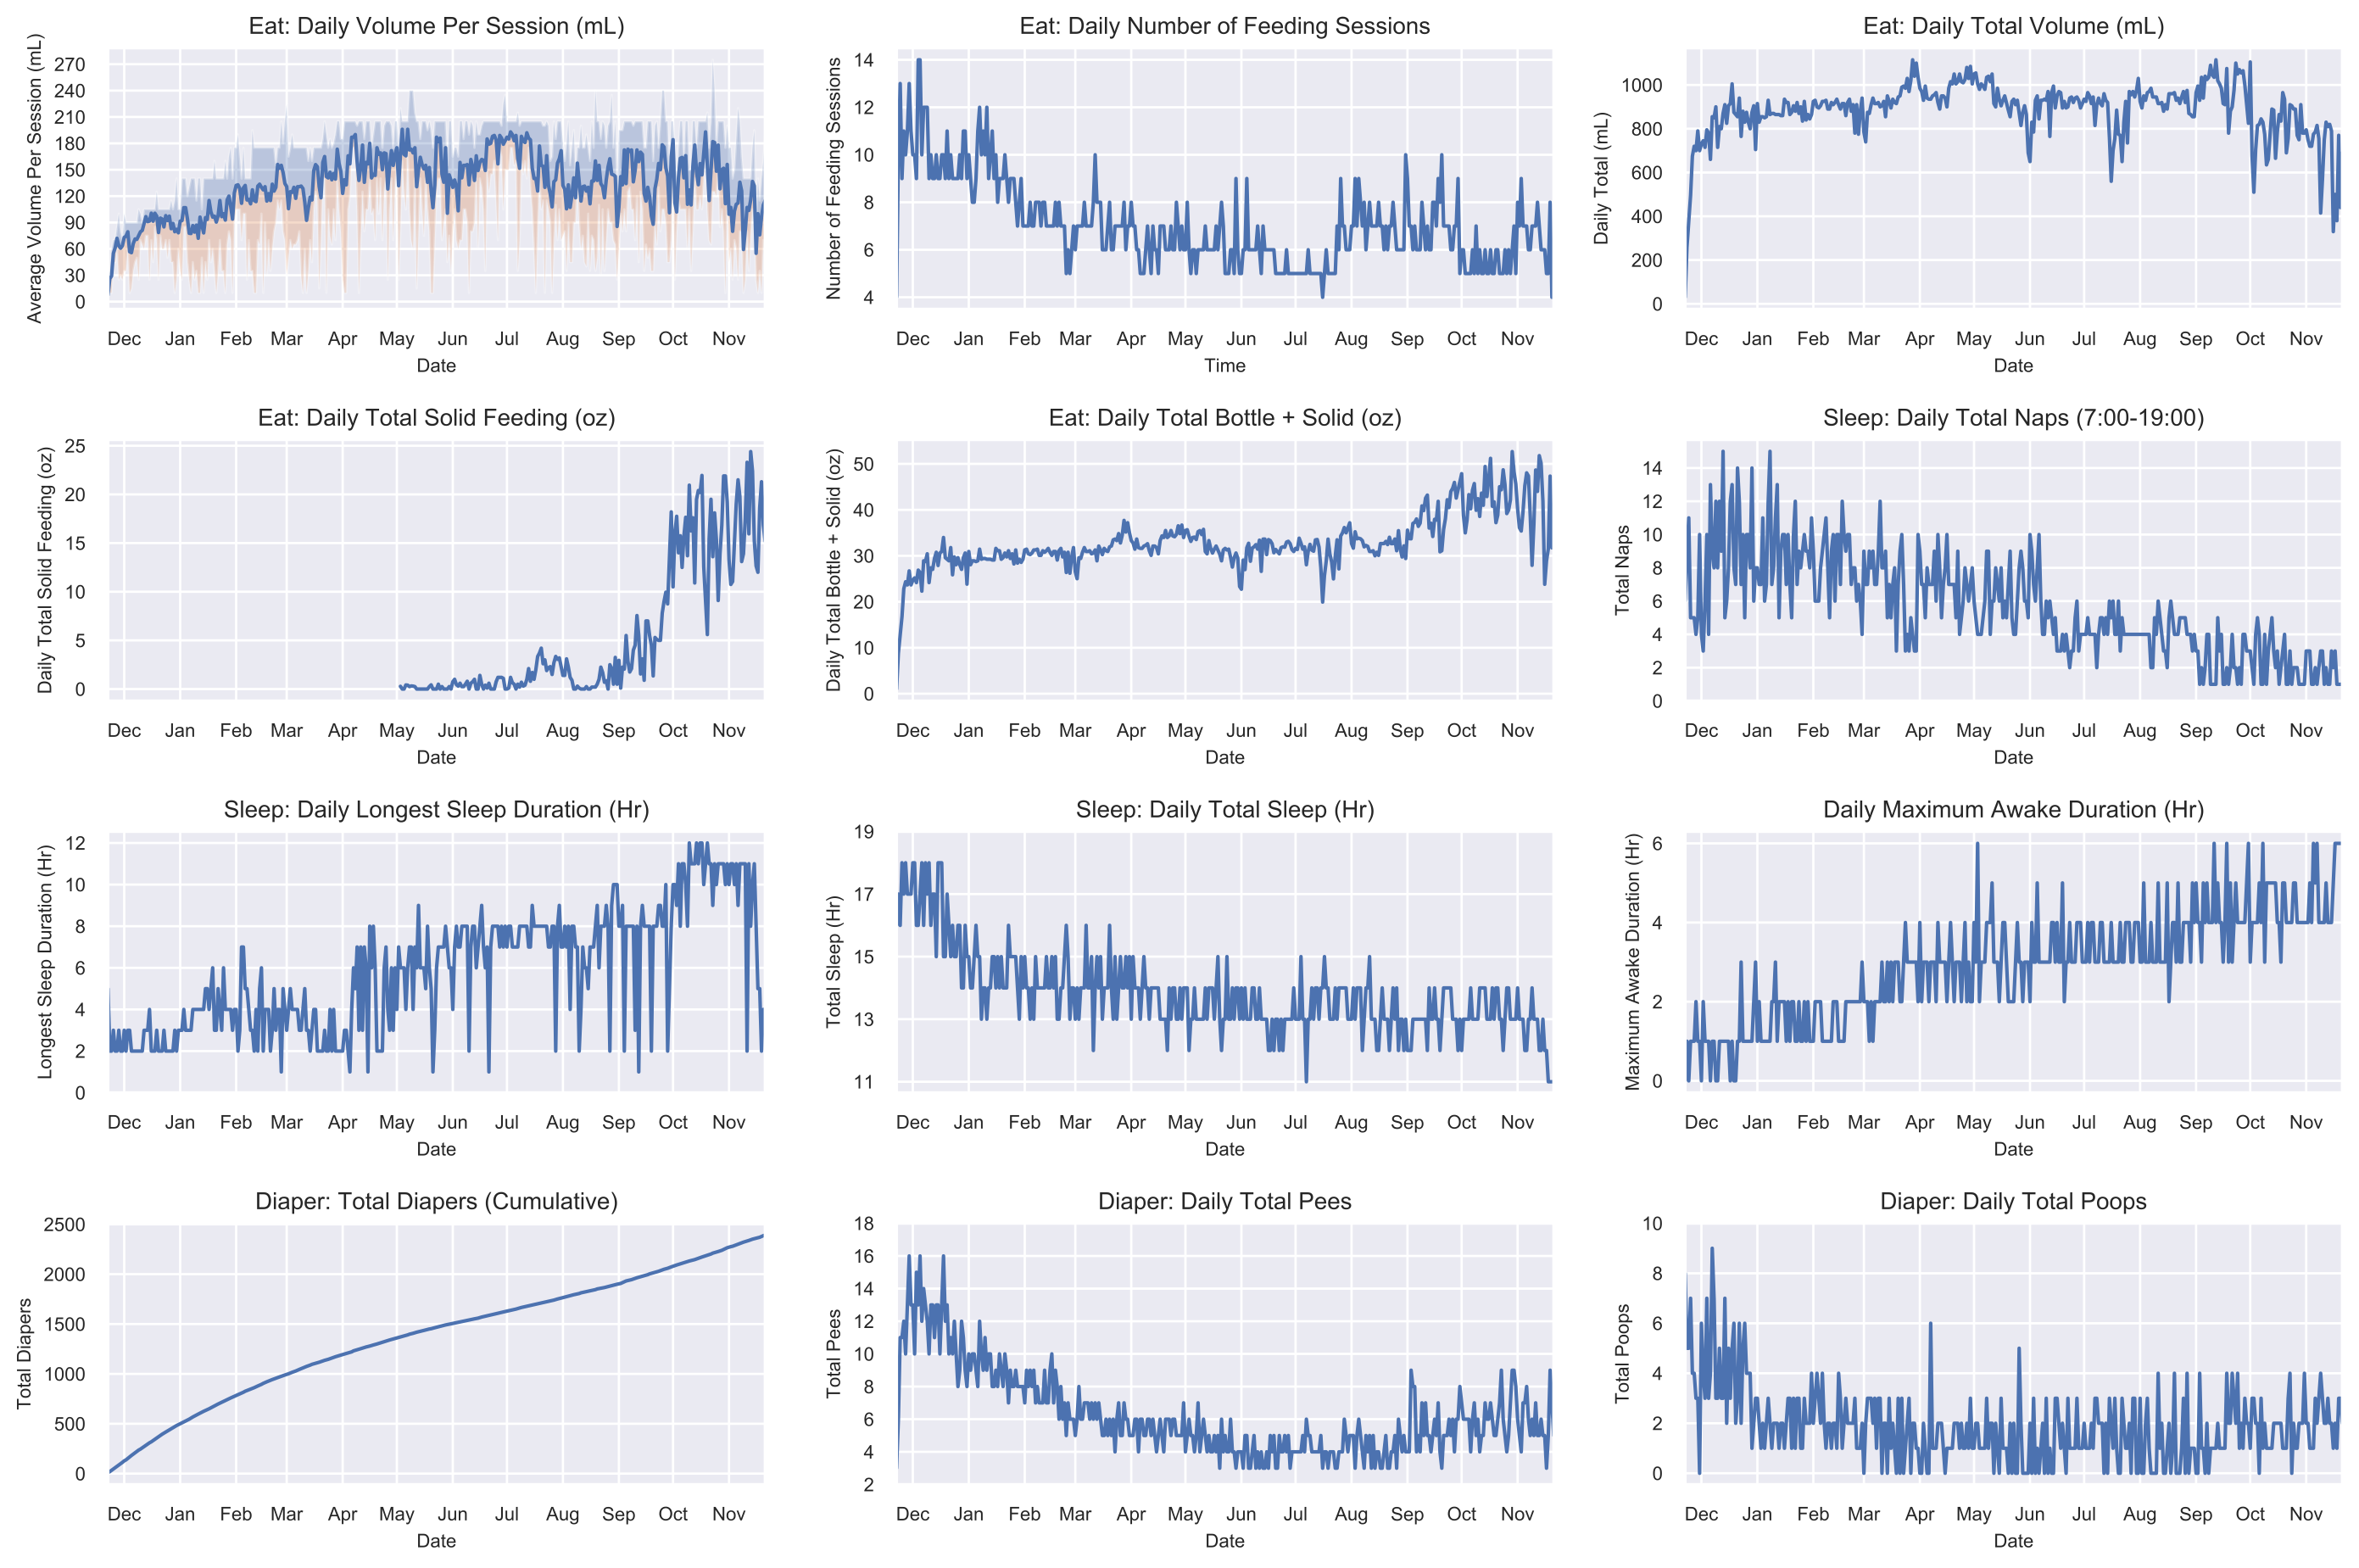 Eat: Daily Volume Per Session (mL)
Average Volume Per Session (mL)
270
240
210
180
150
120
90
60
30
0
Dec Jan Feb Mar Apr May Jun Jul Aug Sep Oct Nov
Date
Eat: Daily Number of Feeding Sessions
Number of Feeding Sessions
14
12
10
8
6
4
Dec Jan Feb Mar Apr May Jun Jul Aug Sep Oct Nov
Time
Eat: Daily Total Volume (mL)
Daily Total (mL)
1000
800
600
400
200
0
Dec Jan Feb Mar Apr May Jun Jul Aug Sep Oct Nov
Date
Eat: Daily Total Solid Feeding (oz)
Daily Total Solid Feeding (oz)
25
20
15
10
5
0
Dec Jan Feb Mar Apr May Jun Jul Aug Sep Oct Nov
Date
Eat: Daily Total Bottle + Solid (oz)
Daily Total Bottle + Solid (oz)
50
40
30
20
10
0
Dec Jan Feb Mar Apr May Jun Jul Aug Sep Oct Nov
Date
Sleep: Daily Total Naps (7:00-19:00)
Total Naps
14
12
10
8
6
4
2
0
Dec Jan Feb Mar Apr May Jun Jul Aug Sep Oct Nov
Date
Sleep: Daily Longest Sleep Duration (Hr)
Longest Sleep Duration (Hr)
12
10
8
6
4
2
0
Dec Jan Feb Mar Apr May Jun Jul Aug Sep Oct Nov
Date
Sleep: Daily Total Sleep (Hr)
Total Sleep (Hr)
19
17
15
13
11
Dec Jan Feb Mar Apr May Jun Jul Aug Sep Oct Nov
Date
Daily Maximum Awake Duration (Hr)
Maximum Awake Duration (Hr)
6
4
2
0
Dec Jan Feb Mar Apr May Jun Jul Aug Sep Oct Nov
Date
Diaper: Total Diapers (Cumulative)
Total Diapers
2500
2000
1500
1000
500
0
Dec Jan Feb Mar Apr May Jun Jul Aug Sep Oct Nov
Date
Diaper: Daily Total Pees
Total Pees
18
16
14
12
10
8
6
4
2
Dec Jan Feb Mar Apr May Jun Jul Aug Sep Oct Nov
Date
Diaper: Daily Total Poops
Total Poops
10
8
6
4
2
0
Dec Jan Feb Mar Apr May Jun Jul Aug Sep Oct Nov
Date